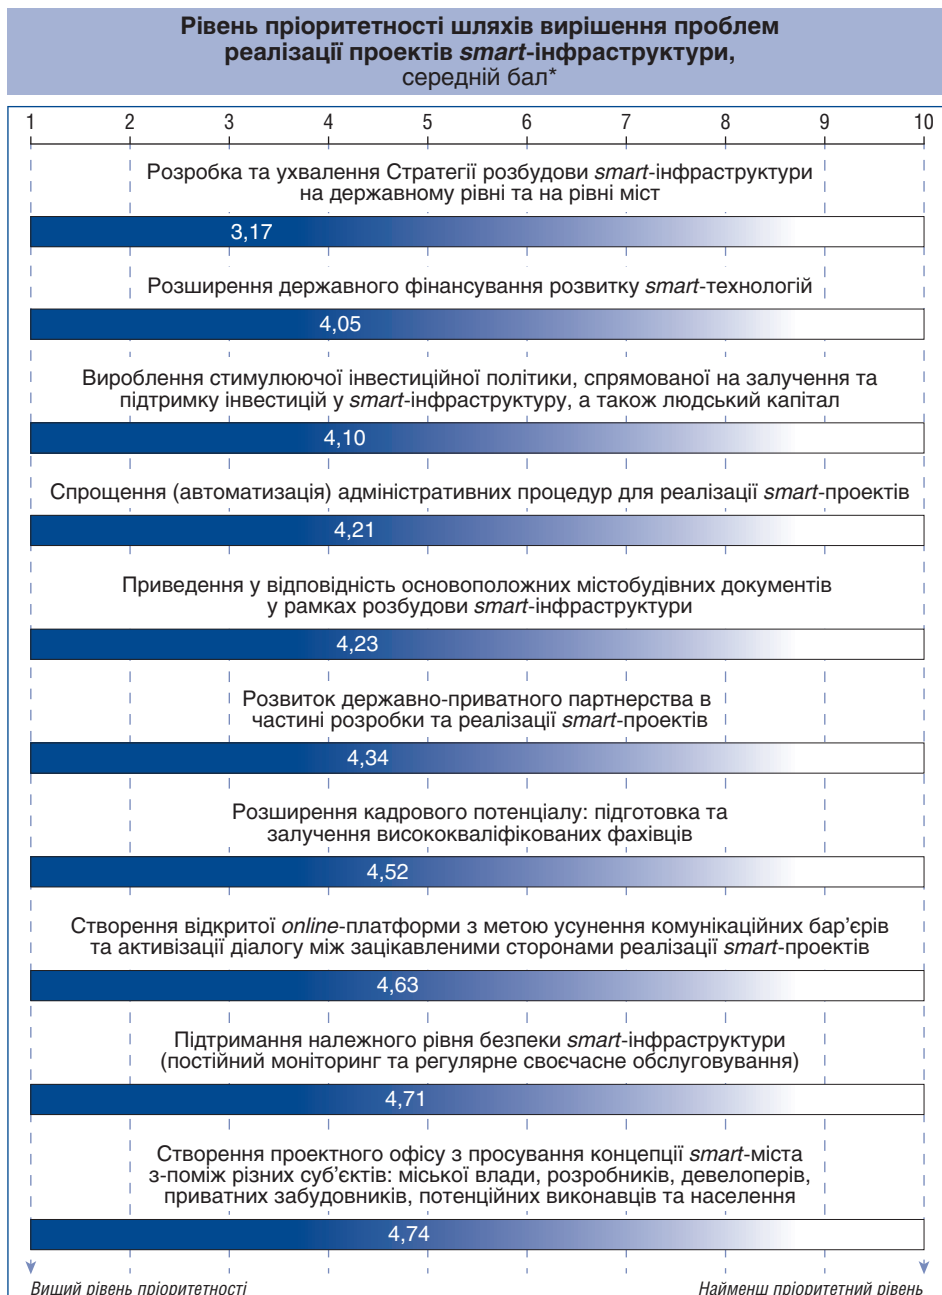 Рівень пріоритетності шляхів вирішення проблем
реалізації проектів smart-інфраструктури,
середній бал*
1 2 3 4 5 6 7 8 9 10
Розробка та ухвалення Стратегії розбудови smart-інфраструктури
на державному рівні та на рівні міст
3,17
Розширення державного фінансування розвитку smart-технологій
4,05
Вироблення стимулюючої інвестиційної політики, спрямованої на залучення та
підтримку інвестицій у smart-інфраструктуру, а також людський капітал
4,10
Спрощення (автоматизація) адміністративних процедур для реалізації smart-проектів
4,21
Приведення у відповідність основоположних містобудівних документів
у рамках розбудови smart-інфраструктури
4,23
Розвиток державно-приватного партнерства в
частині розробки та реалізації smart-проектів
4,34
Розширення кадрового потенціалу: підготовка та
залучення висококваліфікованих фахівців
4,52
Створення відкритої online-платформи з метою усунення комунікаційних бар’єрів
та активізації діалогу між зацікавленими сторонами реалізації smart-проектів
4,63
Підтримання належного рівня безпеки smart-інфраструктури
(постійний моніторинг та регулярне своєчасне обслуговування)
4,71
Створення проектного офісу з просування концепції smart-міста
з-поміж різних суб’єктів: міської влади, розробників, девелоперів,
приватних забудовників, потенційних виконавців та населення
4,74
Вищий рівень пріоритетності Найменш пріоритетний рівень